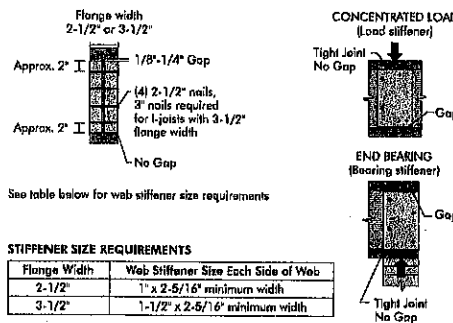 Flange width
2-1/2" or 3-1/2"
Approx. 2"
1/8"-1/4" Gap
(4) 2-1/2" nails,
3" nails required
for I-joists with 3-1/2"
flange width
Approx. 2"
No Gap
See table below for web stiffener size requirements
CONCENTRATED LOAD
(Load stiffener)
Tight Joint
No Gap
Gap
END BEARING
(Bearing stiffener)
Gap
Tight Joint
No Gap
STIFFENER SIZE REQUIREMENTS
Flange Width Web Stiffener Size Each Side of Web
2-1/2" 1" x 2-5/16" minimum width
3-1/2" 1-1/2" x 2-5/16" minimum width